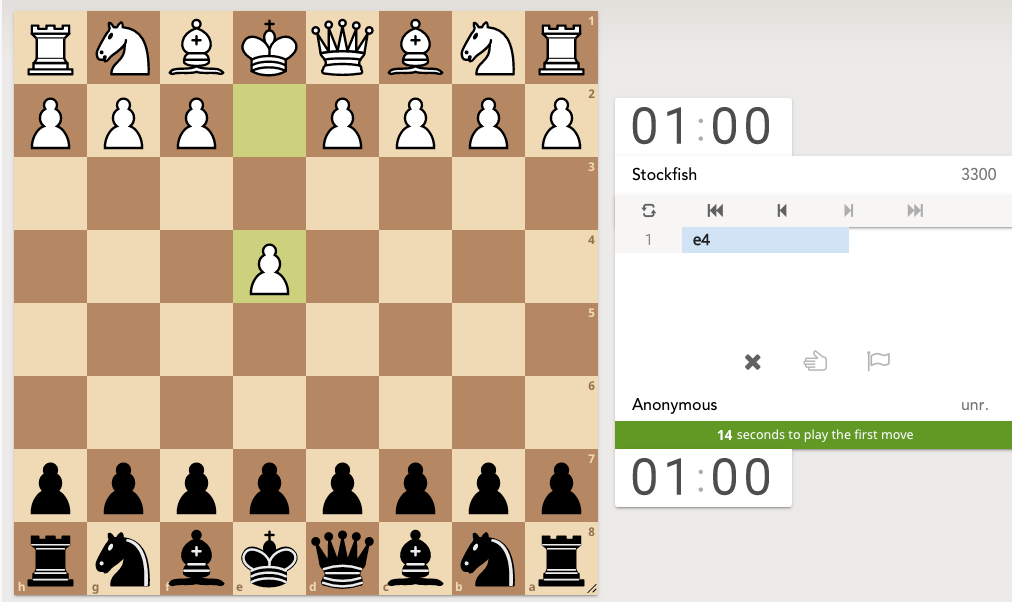 1
2
3
4
5
6
7
8
h g f e d c b a
01:00
Stockfish 3300
1 e4
Anonymous unr.
14 seconds to play the first move
01:00